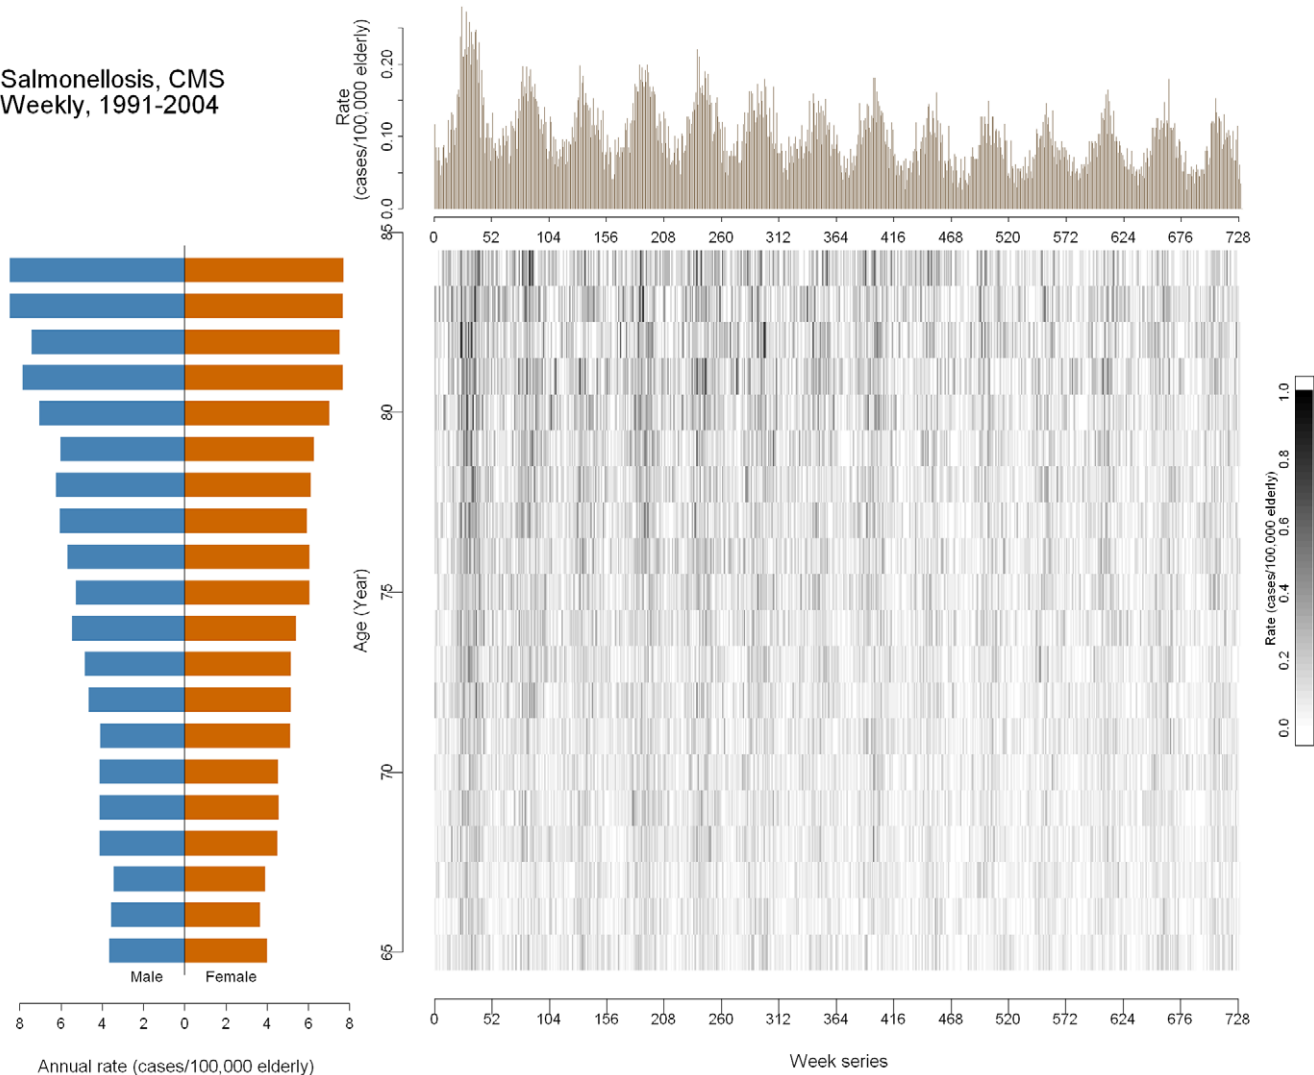 Salmonellosis, CMS
Weekly, 1991-2004
Rate
(cases/100,000 elderly)
0.0 0.10 0.20
0 52 104 156 208 260 312 364 416 468 520 572 624 676 728
Male Female
8 6 4 2 0 2 4 6 8
Annual rate (cases/100,000 elderly)
Age (Year)
65 70 75 80 85
0 52 104 156 208 260 312 364 416 468 520 572 624 676 728
Week series
Rate (cases/100,000 elderly)
0.0 0.2 0.4 0.6 0.8 1.0